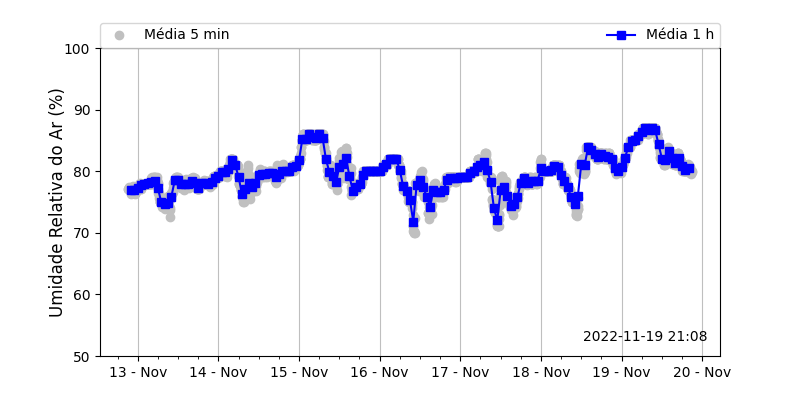 Média 5 min
Média 1 h
Umidade Relativa do Ar (%)
100
90
80
70
60
50
2022-11-19 21:08
13 - Nov
14 - Nov
15 - Nov
16 - Nov
17 - Nov
18 - Nov
19 - Nov
20 - Nov